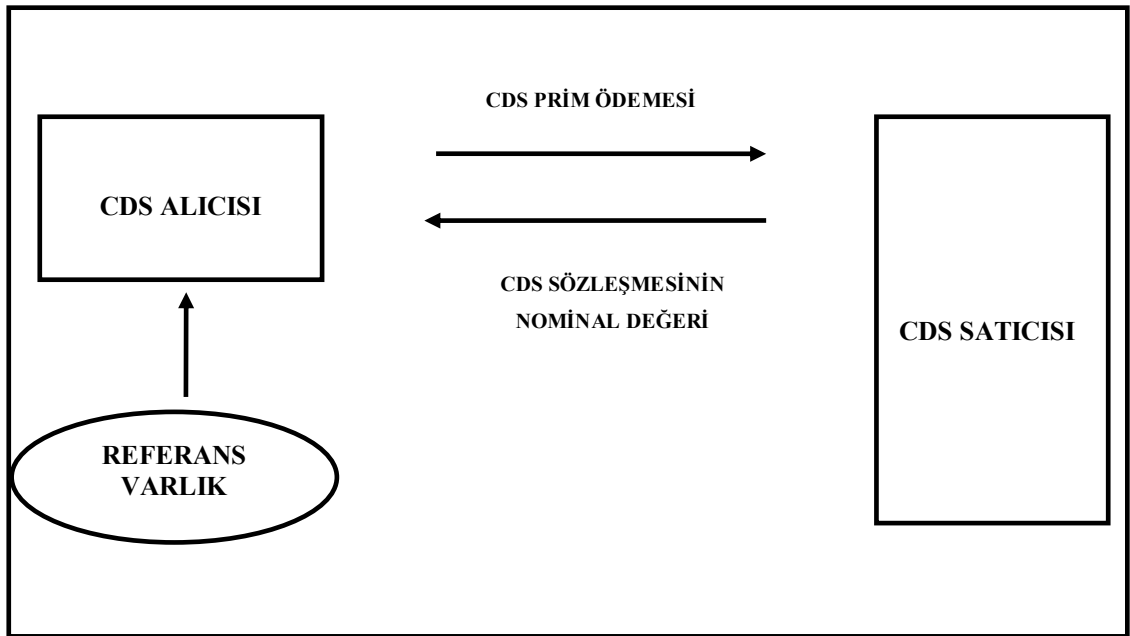 CDS PRİM ÖDEMESİ
CDS ALICISI
CDS SÖZLEŞMESİNİN
NOMİNAL DEĞERİ
CDS SATICISI
REFERANS
VARLIK